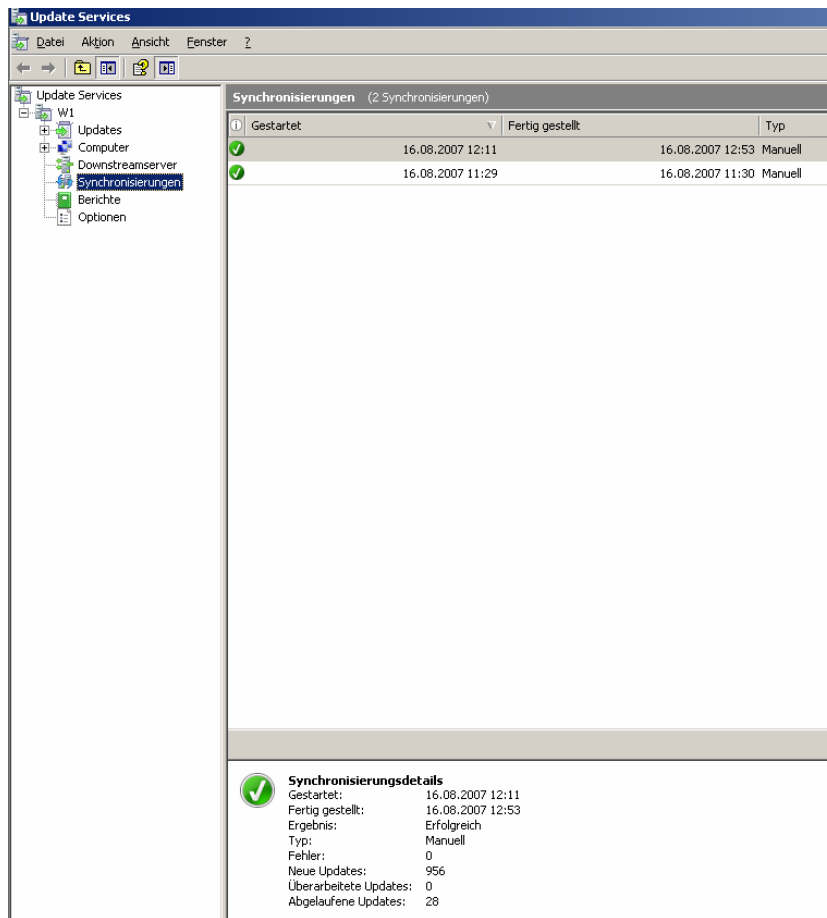 Update Services
Datei Aktion Ansicht Fenster ?
Update Services
W1
Updates
Computer
Downstreamserver
Synchronisierungen
Berichte
Optionen
Synchronisierungen (2 Synchronisierungen)
Gestartet Fertig gestellt Typ
16.08.2007 12:11 16.08.2007 12:53 Manuell
16.08.2007 11:29 16.08.2007 11:30 Manuell
Synchronisierungsdetails
Gestartet: 16.08.2007 12:11
Fertig gestellt: 16.08.2007 12:53
Ergebnis: Erfolgreich
Typ: Manuell
Fehler: 0
Neue Updates: 956
Überarbeitete Updates: 0
Abgelaufene Updates: 28